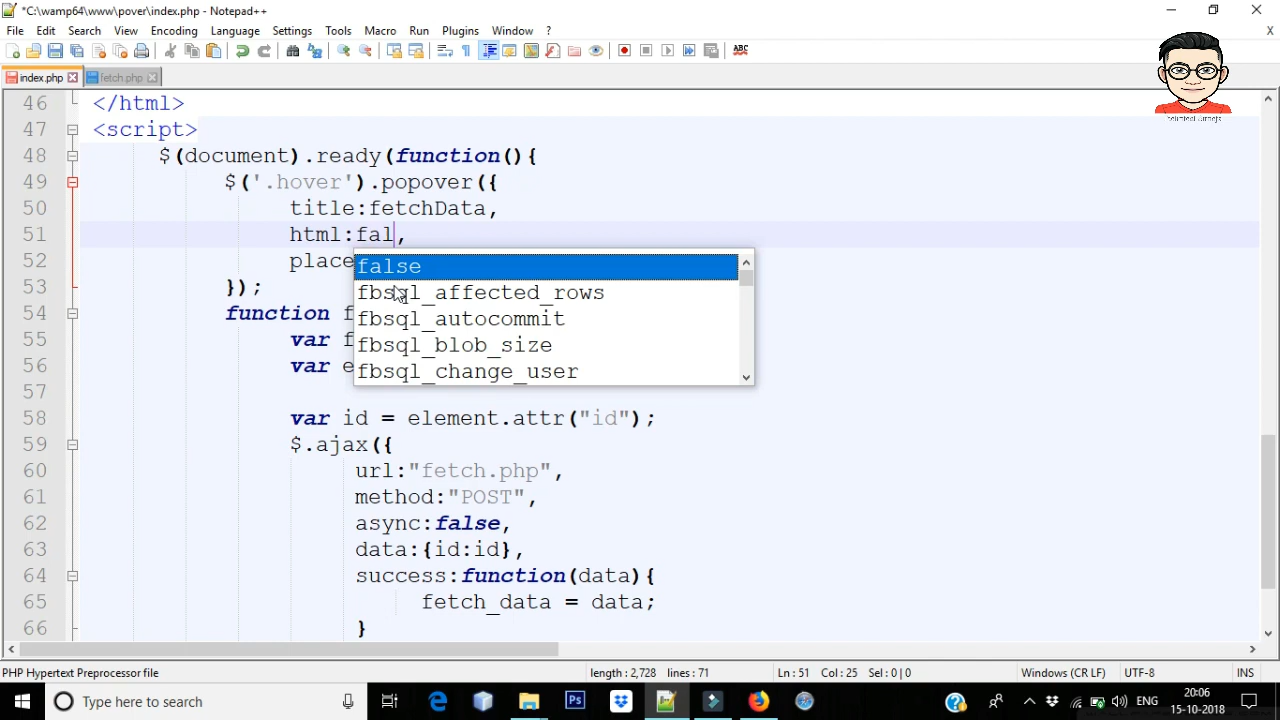 *C:\wamp64\www\pover\index.php - Notepad++
File Edit Search View Encoding Language Settings Tools Macro Run Plugins Window ? X
ABC
index.php fetch.php
46 </html>
47 <script>
48 $(document).ready(function(){
49 $('.hover').popover({
50 title:fetchData,
51 html:fal,
52 place
false
53 });
fbsql_affected_rows
54 function f
fbsql_autocommit
55 var f
fbsql_blob_size
56 var e
fbsql_change_user
57
58 var id = element.attr("id");
59 $.ajax({
60 url:"fetch.php",
61 method:"POST",
62 async:false,
63 data:{id:id},
64 success:function(data){
65 fetch_data = data;
66 }
PHP Hypertext Preprocessor file length : 2,728 lines : 71 Ln : 51 Col : 25 Sel : 0 | 0 Windows (CR LF) UTF-8 INS
Type here to search
Ps
ENG
20:06
15-10-2018